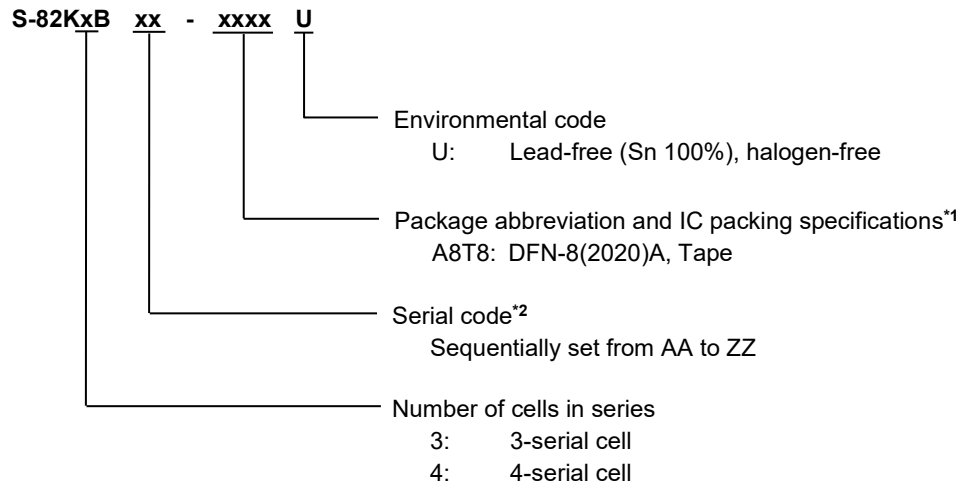 S-82KxB xx - xxxx U
Environmental code
U: Lead-free (Sn 100%), halogen-free
Package abbreviation and IC packing specifications*1
A8T8: DFN-8(2020)A, Tape
Serial code*2
Sequentially set from AA to ZZ
Number of cells in series
3: 3-serial cell
4: 4-serial cell